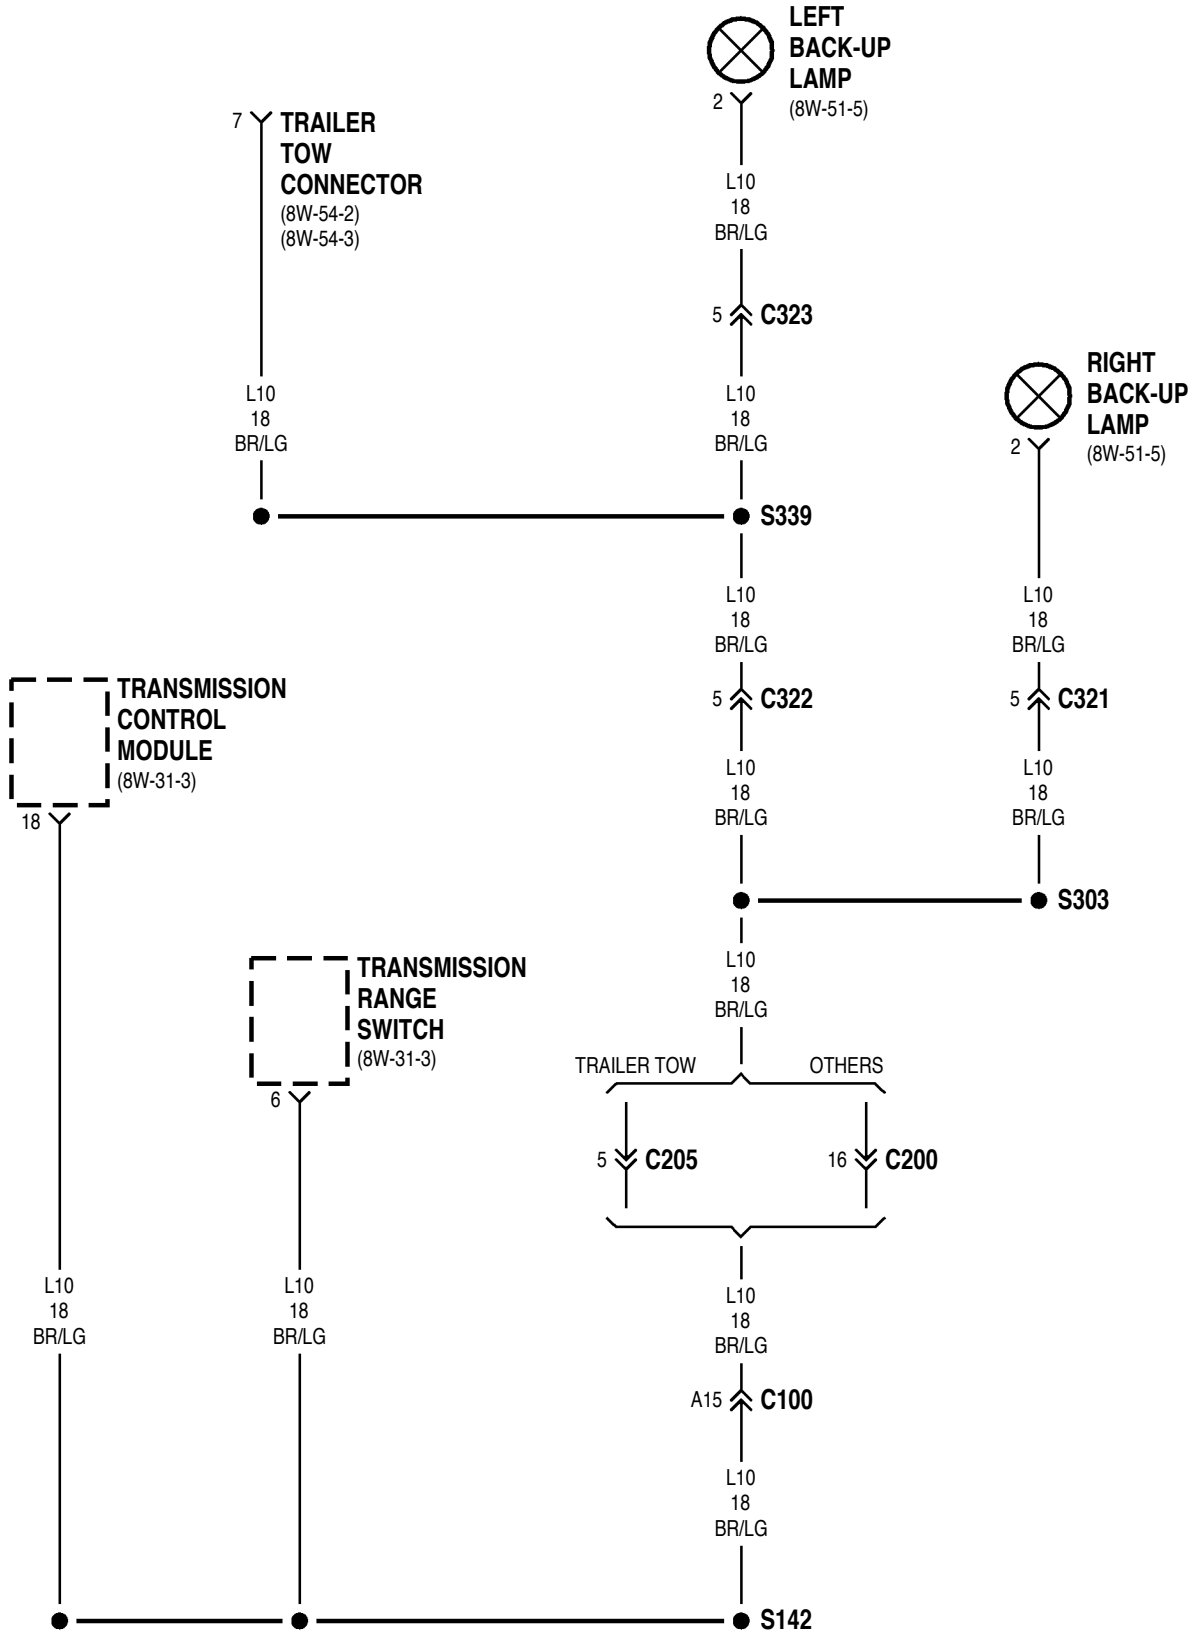 LEFT
BACK-UP
LAMP
(8W-51-5)
2
7
TRAILER
TOW
CONNECTOR
(8W-54-2)
(8W-54-3)
L10
18
BR/LG
5
C323
RIGHT
BACK-UP
LAMP
(8W-51-5)
2
L10
18
BR/LG
L10
18
BR/LG
S339
L10
18
BR/LG
L10
18
BR/LG
TRANSMISSION
CONTROL
MODULE
(8W-31-3)
18
5
C322
5
C321
L10
18
BR/LG
L10
18
BR/LG
S303
L10
18
BR/LG
TRANSMISSION
RANGE
SWITCH
(8W-31-3)
6
TRAILER TOW
OTHERS
5
C205
16
C200
L10
18
BR/LG
L10
18
BR/LG
L10
18
BR/LG
A15
C100
L10
18
BR/LG
S142